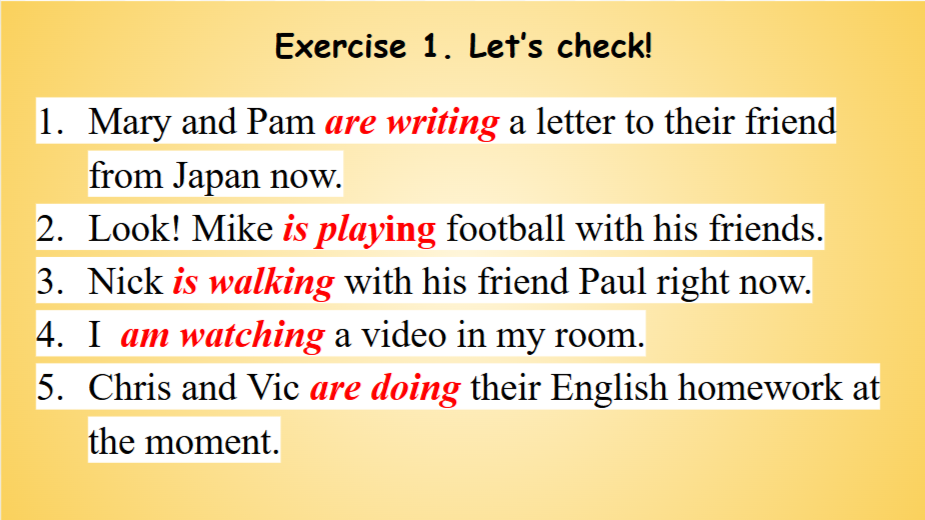 Exercise 1. Let's check!
1. Mary and Pam are writing a letter to their friend
from Japan now.
2. Look! Mike is playing football with his friends.
3. Nick is walking with his friend Paul right now.
4. I am watching a video in my room.
5. Chris and Vic are doing their English homework at
the moment.